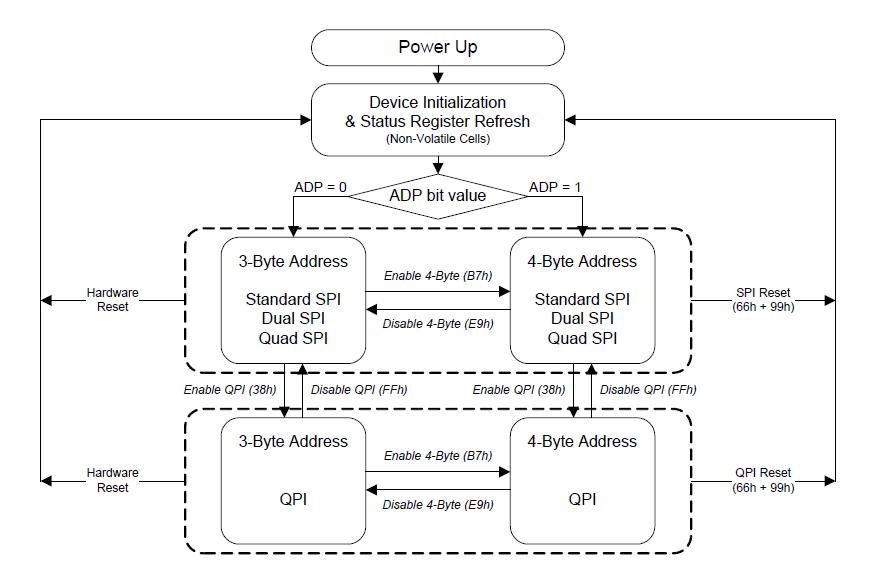 Power Up
Device Initialization
& Status Register Refresh
(Non-Volatile Cells)
ADP = 0
ADP bit value
ADP = 1
3-Byte Address
Standard SPI
Dual SPI
Quad SPI
Enable 4-Byte (B7h)
Disable 4-Byte (E9h)
4-Byte Address
Standard SPI
Dual SPI
Quad SPI
Hardware
Reset
SPI Reset
(66h + 99h)
Enable QPI (38h)
Disable QPI (FFh)
Enable QPI (38h)
Disable QPI (FFh)
3-Byte Address
QPI
Enable 4-Byte (B7h)
Disable 4-Byte (E9h)
4-Byte Address
QPI
Hardware
Reset
QPI Reset
(66h + 99h)